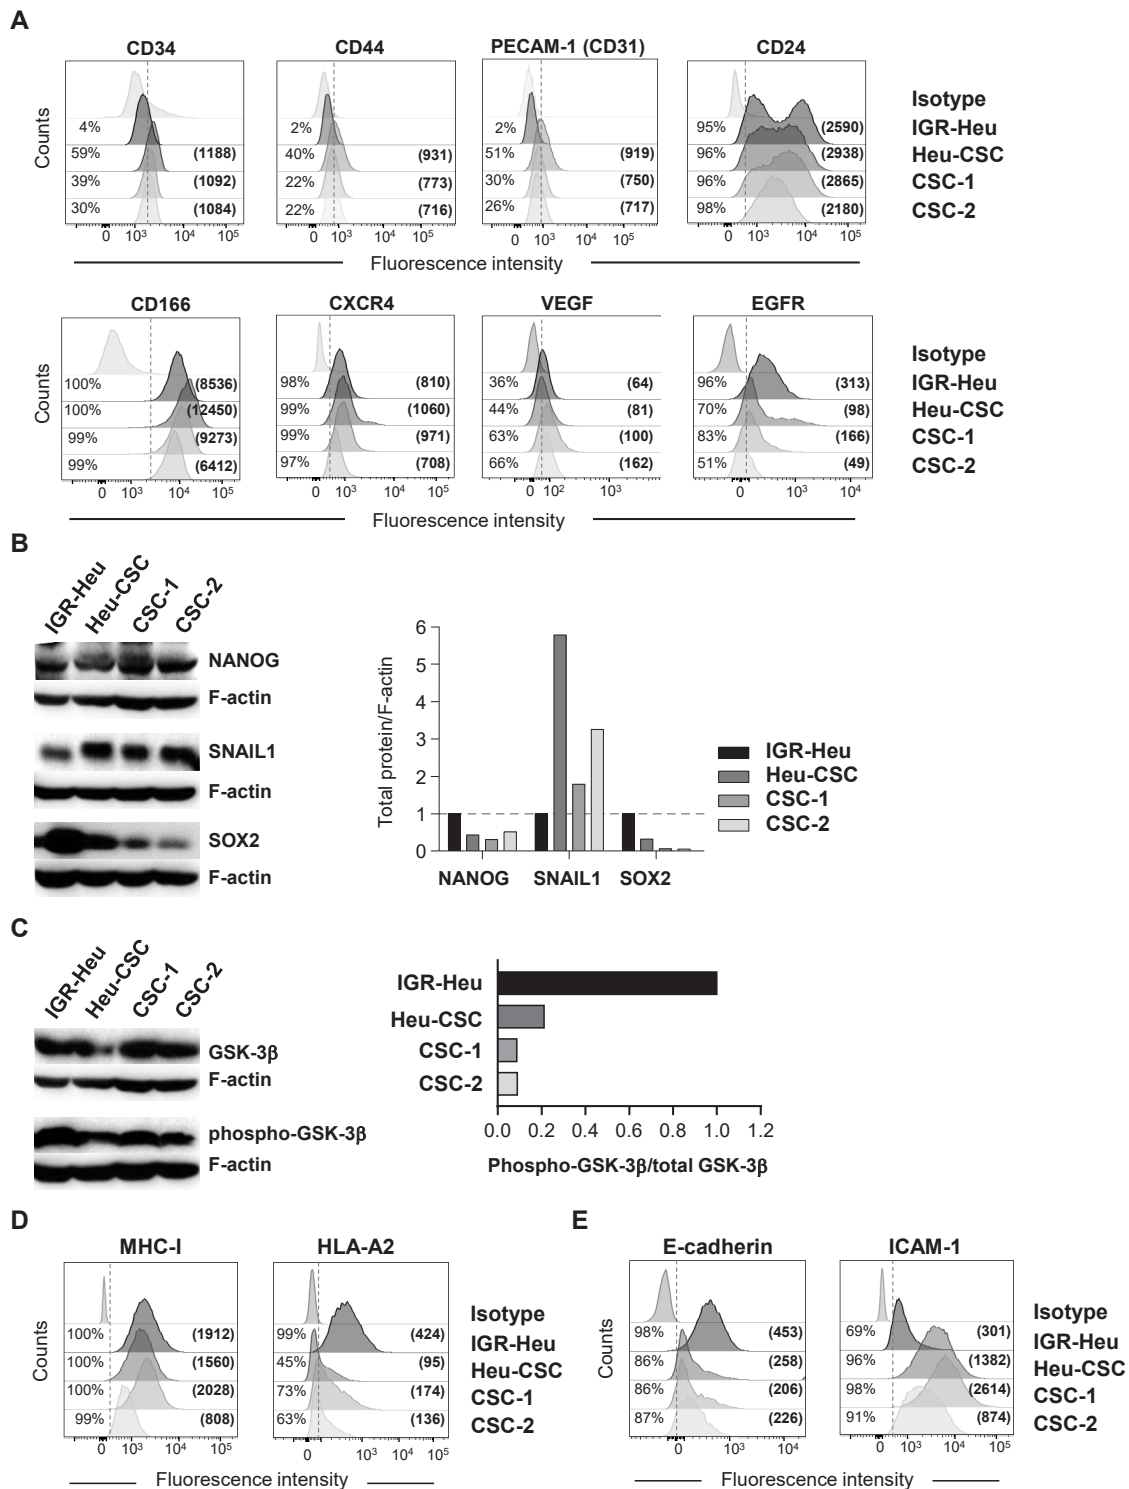 A
CD34 CD44 PECAM-1 (CD31) CD24
Counts
4% 2% 2% 95% (2590)
59% (1188) 40% (931) 51% (919) 96% (2938)
39% (1092) 22% (773) 30% (750) 96% (2865)
30% (1084) 22% (716) 26% (717) 98% (2180)
Isotype
IGR-Heu
Heu-CSC
CSC-1
CSC-2
0 10³ 10⁴ 10⁵ 0 10³ 10⁴ 10⁵ 0 10³ 10⁴ 10⁵ 0 10³ 10⁴ 10⁵
Fluorescence intensity
CD166 CXCR4 VEGF EGFR
Counts
100% (8536) 98% (810) 36% (64) 96% (313)
100% (12450) 99% (1060) 44% (81) 70% (98)
99% (9273) 99% (971) 63% (100) 83% (166)
99% (6412) 97% (708) 66% (162) 51% (49)
Isotype
IGR-Heu
Heu-CSC
CSC-1
CSC-2
0 10³ 10⁴ 10⁵ 0 10³ 10⁴ 10⁵ 0 10² 10³ 0 10³ 10⁴
Fluorescence intensity
B
IGR-Heu Heu-CSC CSC-1 CSC-2
NANOG
F-actin
SNAIL1
F-actin
SOX2
F-actin
Total protein/F-actin
6
5
4
3
2
1
0
NANOG SNAIL1 SOX2
IGR-Heu
Heu-CSC
CSC-1
CSC-2
C
IGR-Heu Heu-CSC CSC-1 CSC-2
GSK-3β
F-actin
phospho-GSK-3β
F-actin
IGR-Heu
Heu-CSC
CSC-1
CSC-2
0.0 0.2 0.4 0.6 0.8 1.0 1.2
Phospho-GSK-3β/total GSK-3β
D
MHC-I HLA-A2
Counts
100% (1912) 99% (424)
100% (1560) 45% (95)
100% (2028) 73% (174)
99% (808) 63% (136)
Isotype
IGR-Heu
Heu-CSC
CSC-1
CSC-2
0 10³ 10⁴ 10⁵ 0 10³ 10⁴ 10⁵
Fluorescence intensity
E
E-cadherin ICAM-1
Counts
98% (453) 69% (301)
86% (258) 96% (1382)
86% (206) 98% (2614)
87% (226) 91% (874)
Isotype
IGR-Heu
Heu-CSC
CSC-1
CSC-2
0 10³ 10⁴ 0 10³ 10⁴ 10⁵
Fluorescence intensity